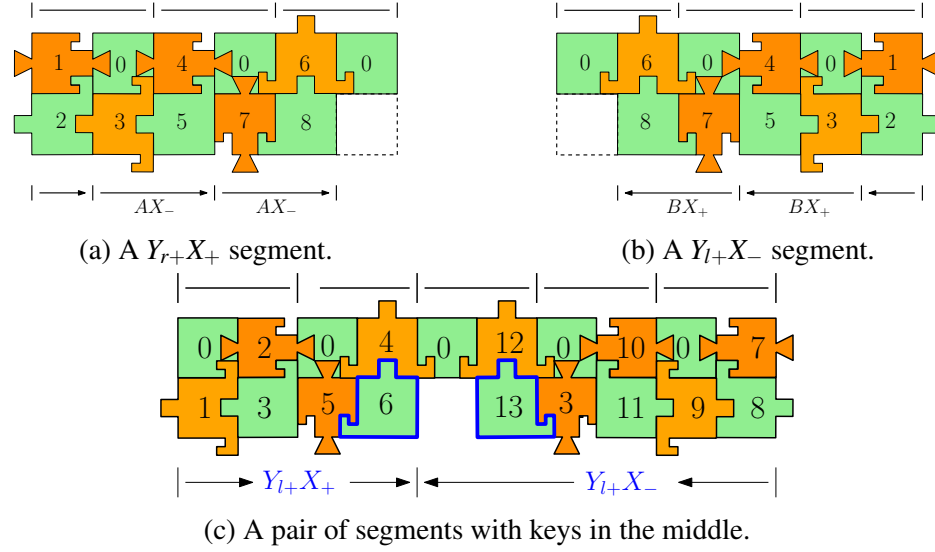 1 0 4 0 6 0
2 3 5 7 8
AX₋ AX₋
(a) A Yᵣ₊X₊ segment.
0 6 0 4 0 1
8 7 5 3 2
BX₊ BX₊
(b) A Yₗ₊X₋ segment.
0 2 0 4 0 12 0 10 0 7
1 3 5 6 13 3 11 9 8
Yₗ₊X₊ Yₗ₊X₋
(c) A pair of segments with keys in the middle.